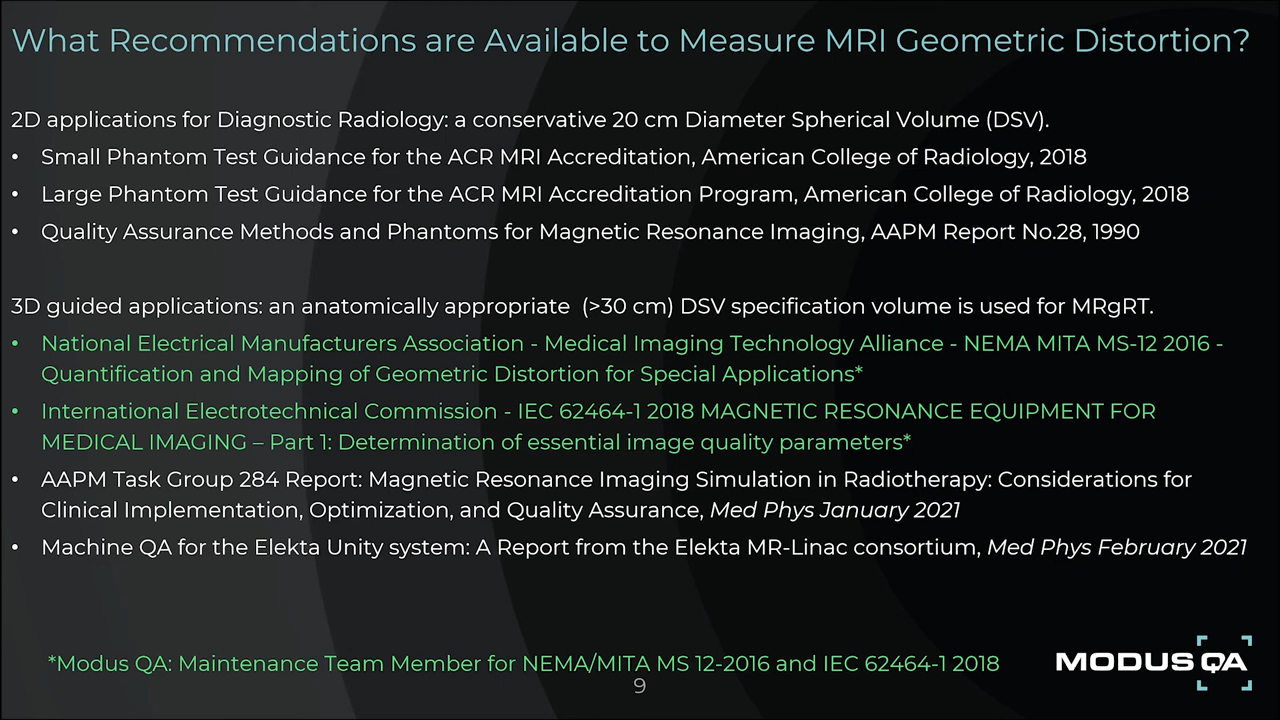 What Recommendations are Available to Measure MRI Geometric Distortion?
2D applications for Diagnostic Radiology: a conservative 20 cm Diameter Spherical Volume (DSV).
• Small Phantom Test Guidance for the ACR MRI Accreditation, American College of Radiology, 2018
• Large Phantom Test Guidance for the ACR MRI Accreditation Program, American College of Radiology, 2018
• Quality Assurance Methods and Phantoms for Magnetic Resonance Imaging, AAPM Report No.28, 1990
3D guided applications: an anatomically appropriate (>30 cm) DSV specification volume is used for MRgRT.
• National Electrical Manufacturers Association - Medical Imaging Technology Alliance - NEMA MITA MS-12 2016 -
Quantification and Mapping of Geometric Distortion for Special Applications*
• International Electrotechnical Commission - IEC 62464-1 2018 MAGNETIC RESONANCE EQUIPMENT FOR
MEDICAL IMAGING – Part 1: Determination of essential image quality parameters*
• AAPM Task Group 284 Report: Magnetic Resonance Imaging Simulation in Radiotherapy: Considerations for
Clinical Implementation, Optimization, and Quality Assurance, Med Phys January 2021
• Machine QA for the Elekta Unity system: A Report from the Elekta MR-Linac consortium, Med Phys February 2021
*Modus QA: Maintenance Team Member for NEMA/MITA MS 12-2016 and IEC 62464-1 2018
MODUS QA
9